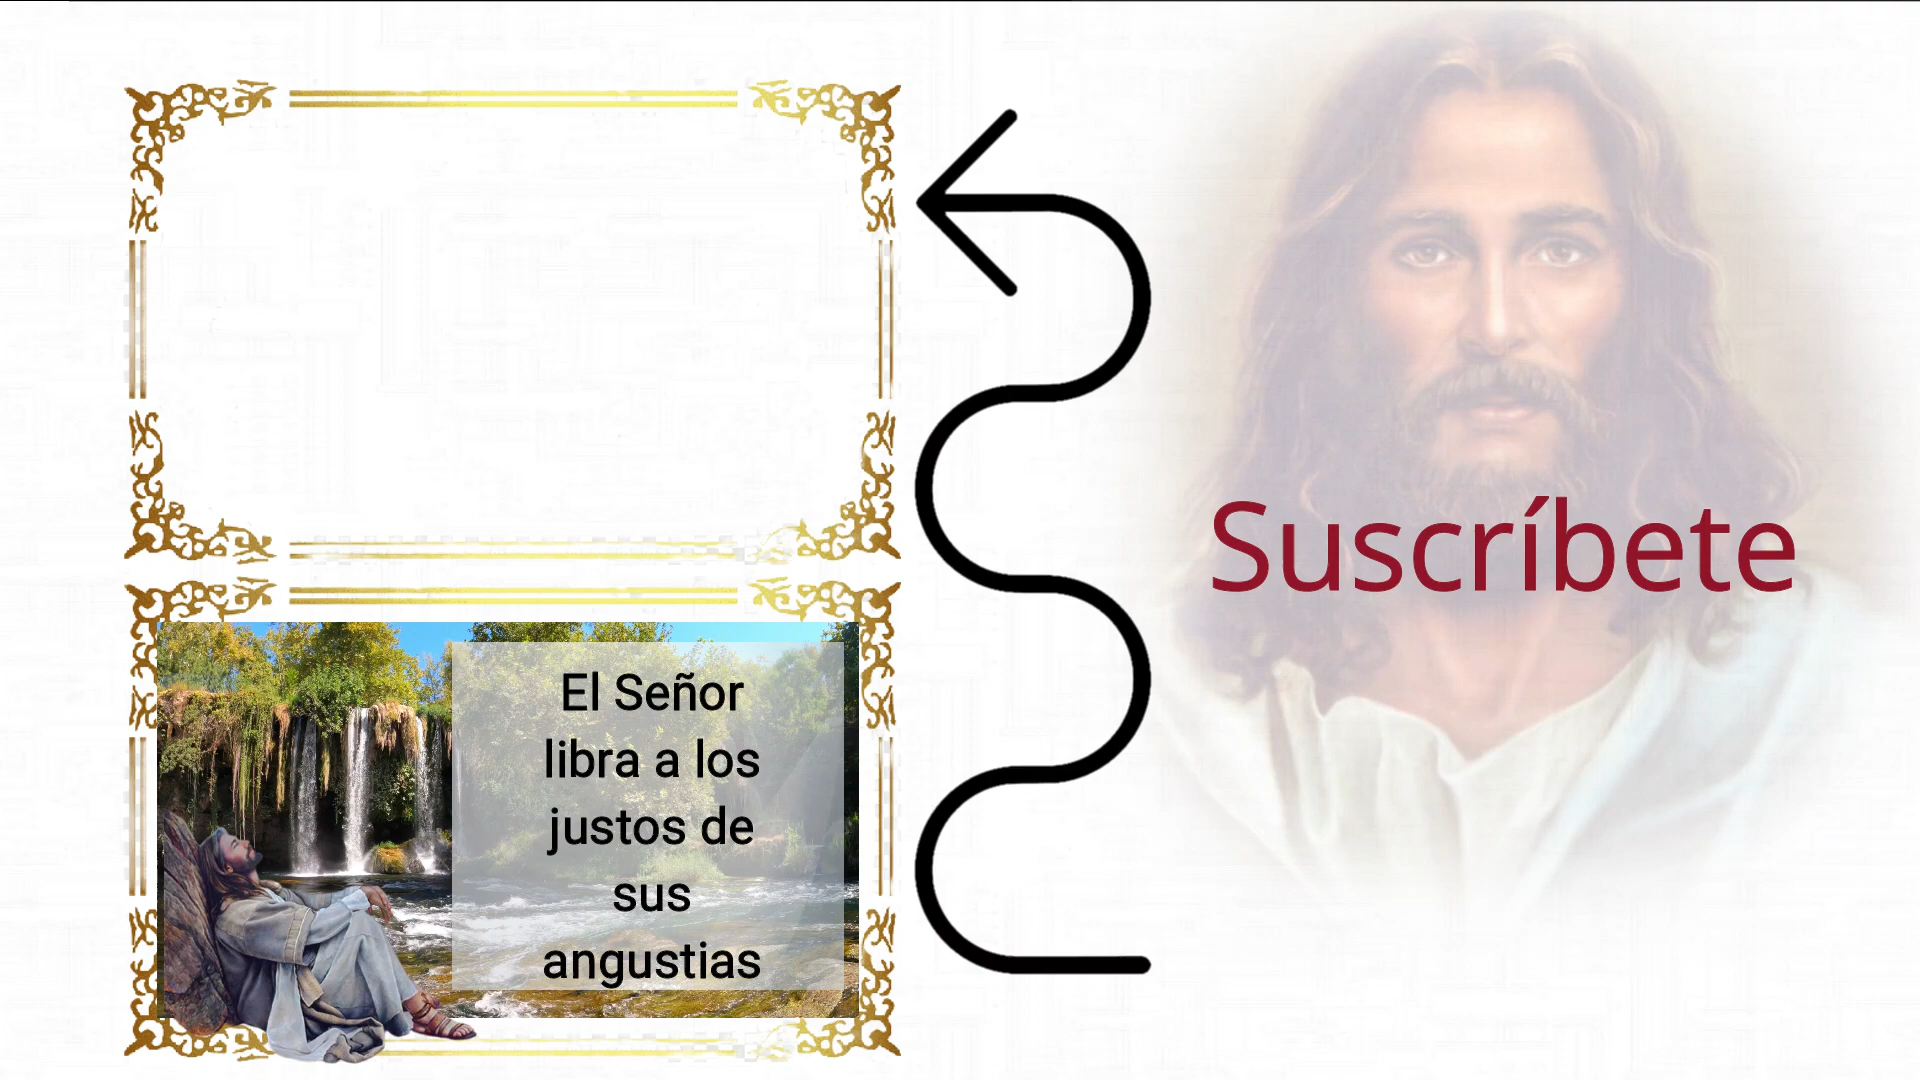 Suscríbete
El Señor
libra a los
justos de
sus
angustias